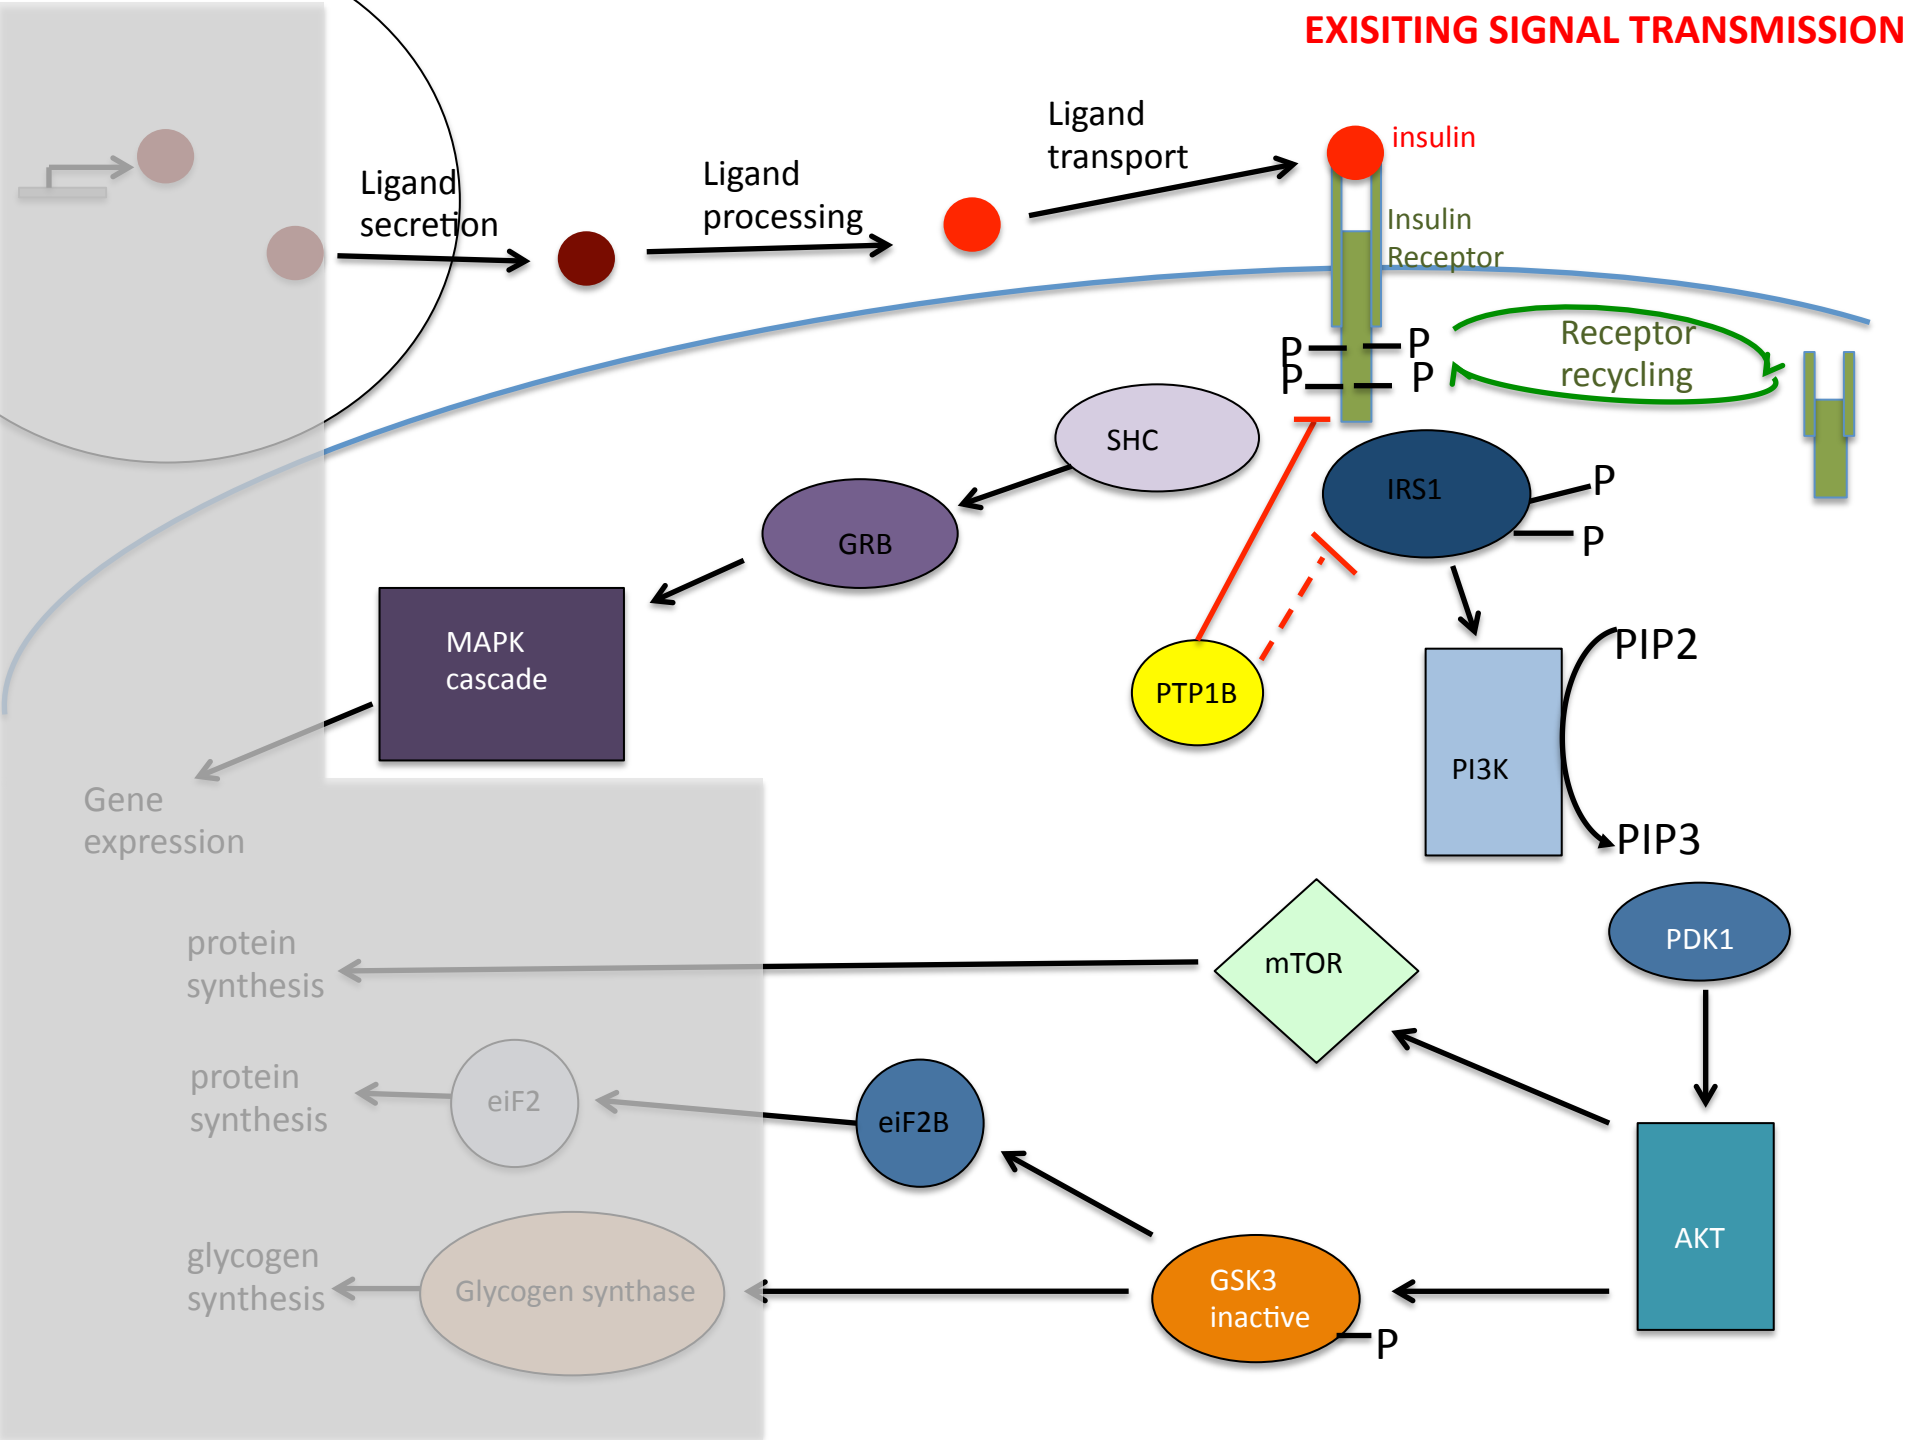 EXISITING SIGNAL TRANSMISSION
Ligand
secretion
Ligand
processing
Ligand
transport
insulin
Insulin
Receptor
P
P
P
P
Receptor
recycling
SHC
GRB
IRS1
P
P
MAPK
cascade
PTP1B
PIP2
PI3K
PIP3
Gene
expression
protein
synthesis
mTOR
PDK1
protein
synthesis
eiF2
eiF2B
AKT
glycogen
synthesis
Glycogen synthase
GSK3
inactive
P